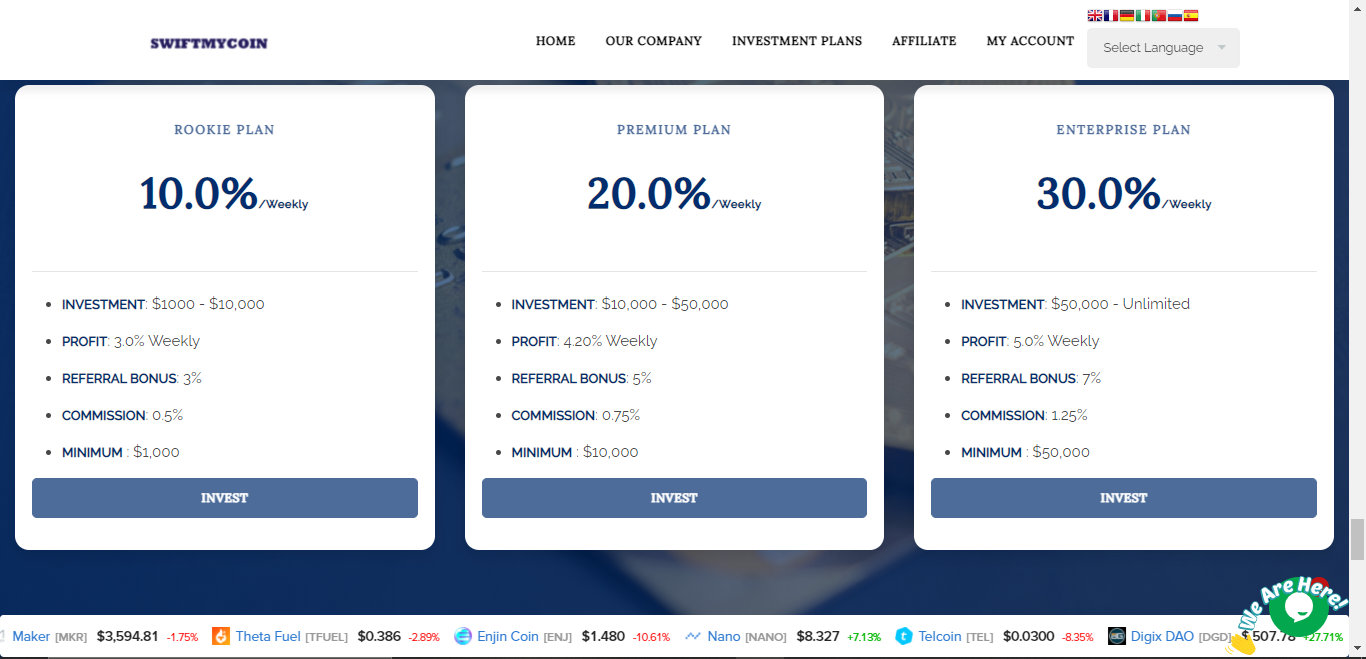 SWIFTMYCOIN
HOME OUR COMPANY INVESTMENT PLANS AFFILIATE MY ACCOUNT
Select Language
ROOKIE PLAN
10.0%/Weekly
INVESTMENT: $1000 - $10,000
PROFIT: 3.0% Weekly
REFERRAL BONUS: 3%
COMMISSION: 0.5%
MINIMUM : $1,000
INVEST
PREMIUM PLAN
20.0%/Weekly
INVESTMENT: $10,000 - $50,000
PROFIT: 4.20% Weekly
REFERRAL BONUS: 5%
COMMISSION: 0.75%
MINIMUM : $10,000
INVEST
ENTERPRISE PLAN
30.0%/Weekly
INVESTMENT: $50,000 - Unlimited
PROFIT: 5.0% Weekly
REFERRAL BONUS: 7%
COMMISSION: 1.25%
MINIMUM : $50,000
INVEST
We Are Here!
Maker [MKR] $3,594.81 -1.75% Theta Fuel [TFUEL] $0.386 -2.89% Enjin Coin [ENJ] $1.480 -10.61% Nano [NANO] $8.327 +7.13% Telcoin [TEL] $0.0300 -8.35% Digix DAO [DGD] $507.78 +27.71%